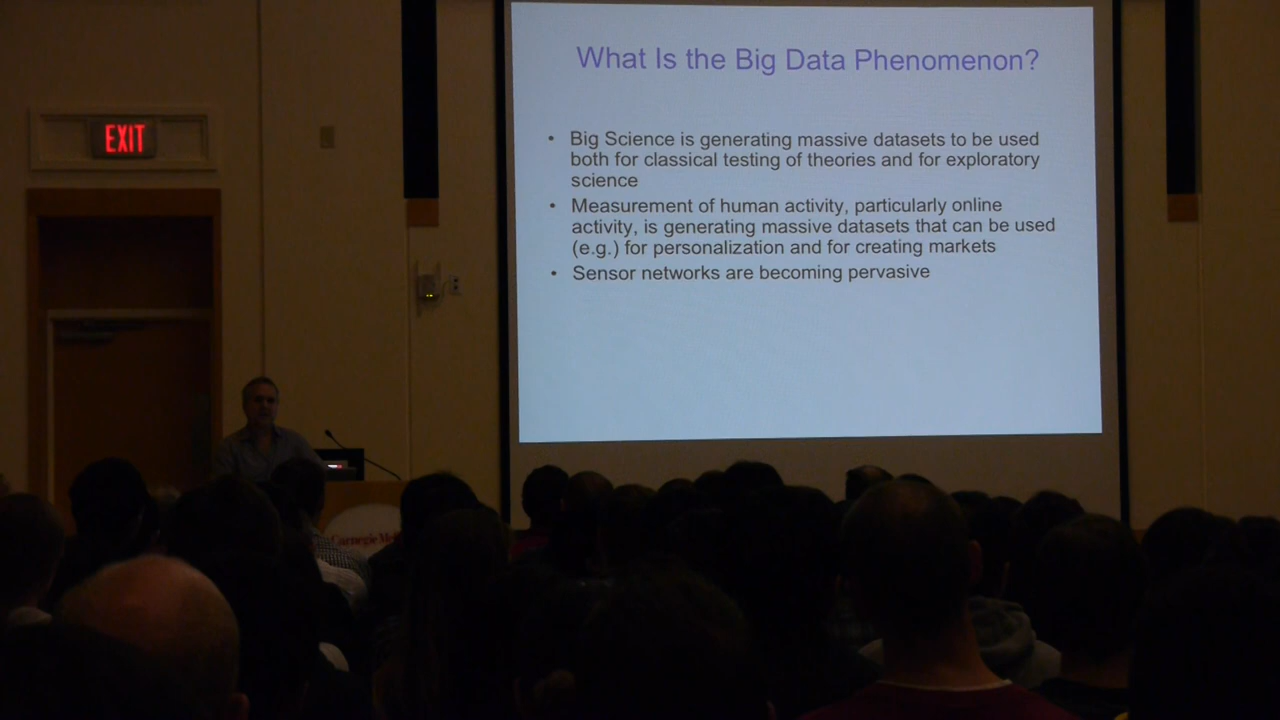 What Is the Big Data Phenomenon?
EXIT
• Big Science is generating massive datasets to be used
both for classical testing of theories and for exploratory
science
• Measurement of human activity, particularly online
activity, is generating massive datasets that can be used
(e.g.) for personalization and for creating markets
• Sensor networks are becoming pervasive
Carnegie Mel